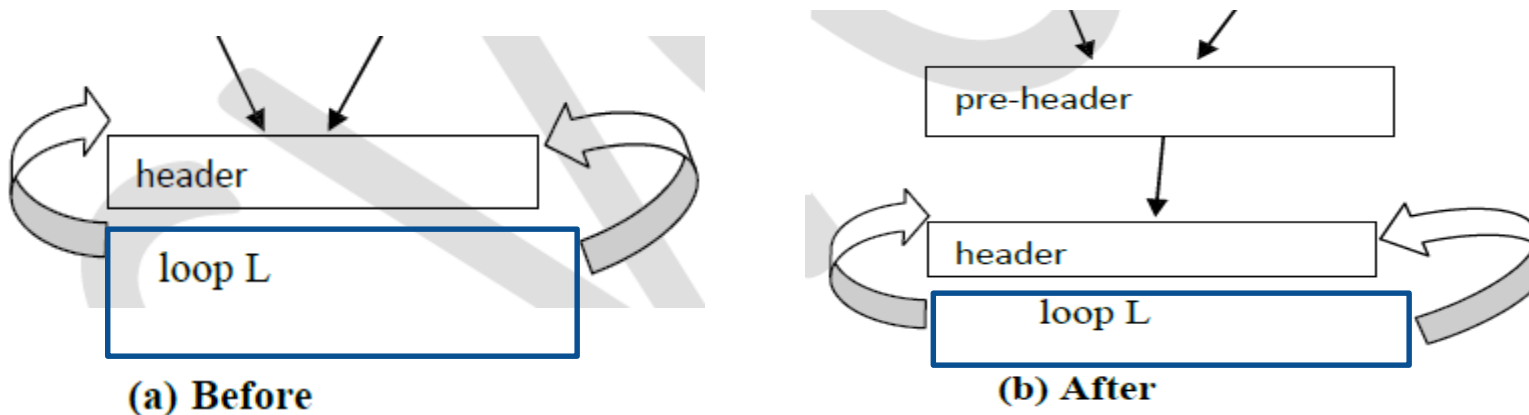 header
loop L
(a) Before
pre-header
header
loop L
(b) After